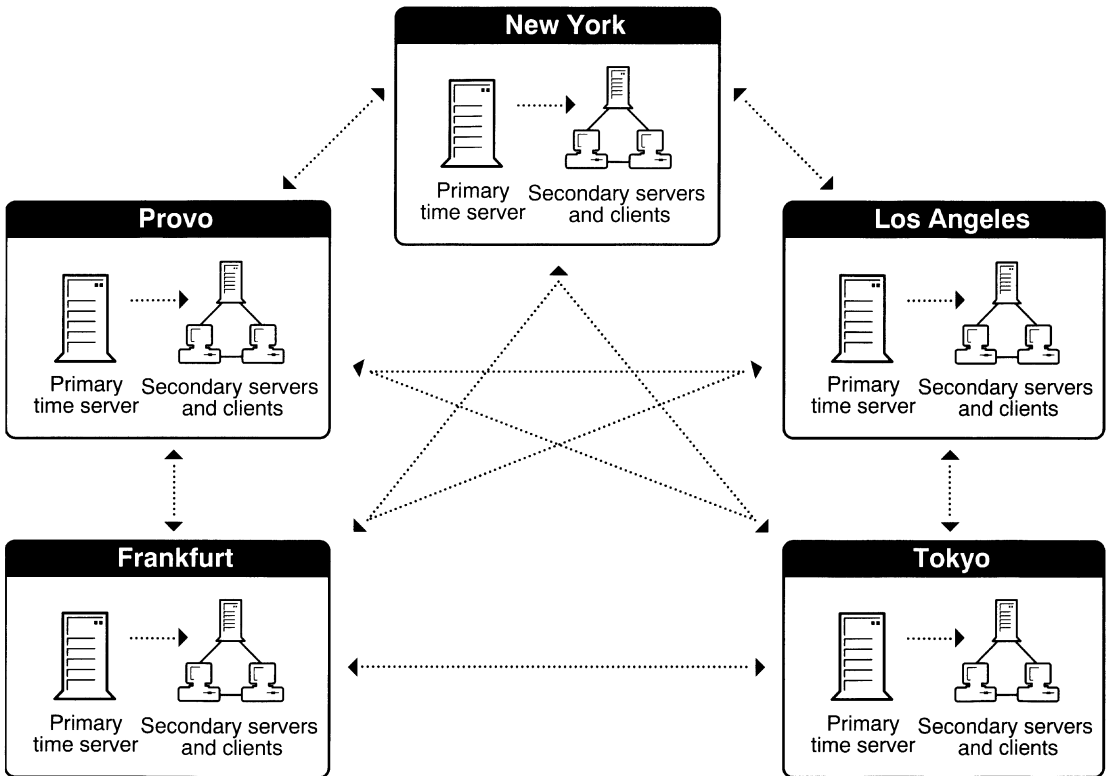 New York
Primary
time server
Secondary servers
and clients
Provo
Primary
time server
Secondary servers
and clients
Los Angeles
Primary
time server
Secondary servers
and clients
Frankfurt
Primary
time server
Secondary servers
and clients
Tokyo
Primary
time server
Secondary servers
and clients